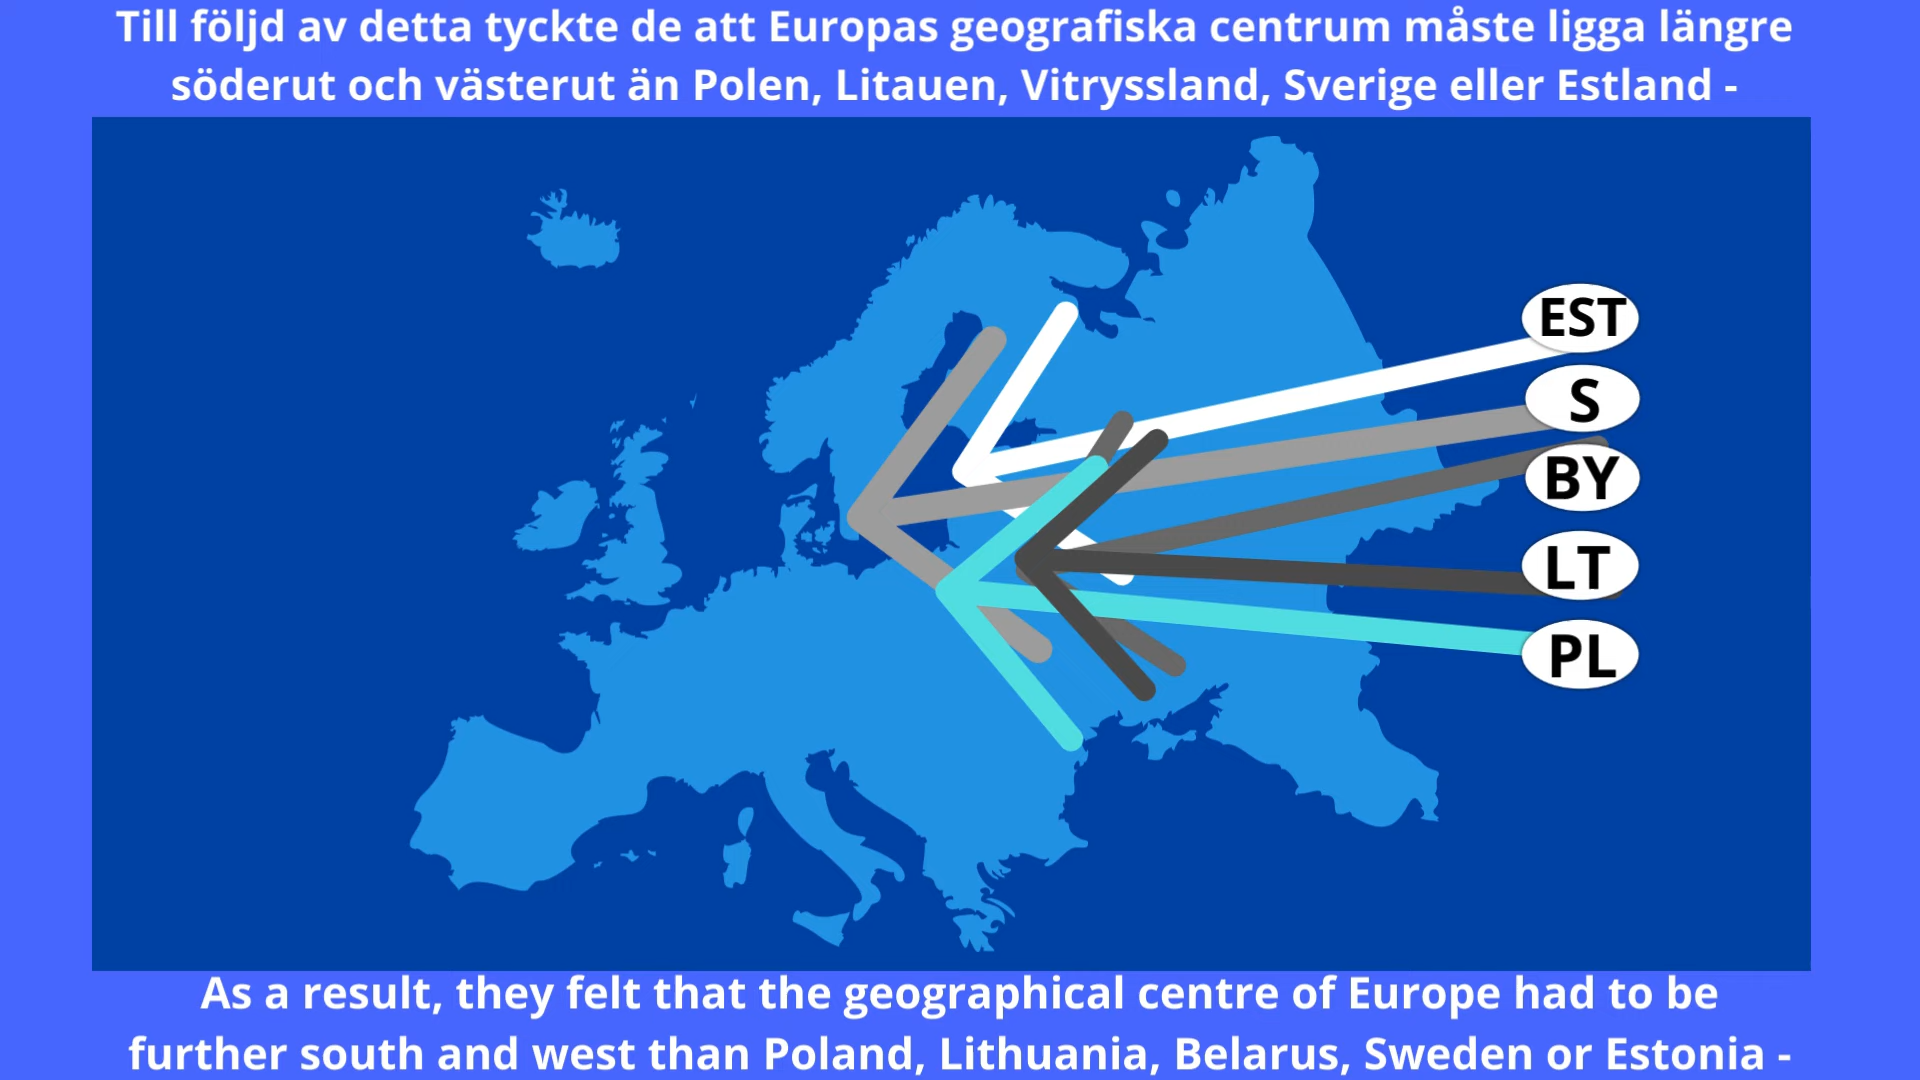 Till följd av detta tyckte de att Europas geografiska centrum måste ligga längre
söderut och västerut än Polen, Litauen, Vitryssland, Sverige eller Estland -
EST
S
BY
LT
PL
As a result, they felt that the geographical centre of Europe had to be
further south and west than Poland, Lithuania, Belarus, Sweden or Estonia -